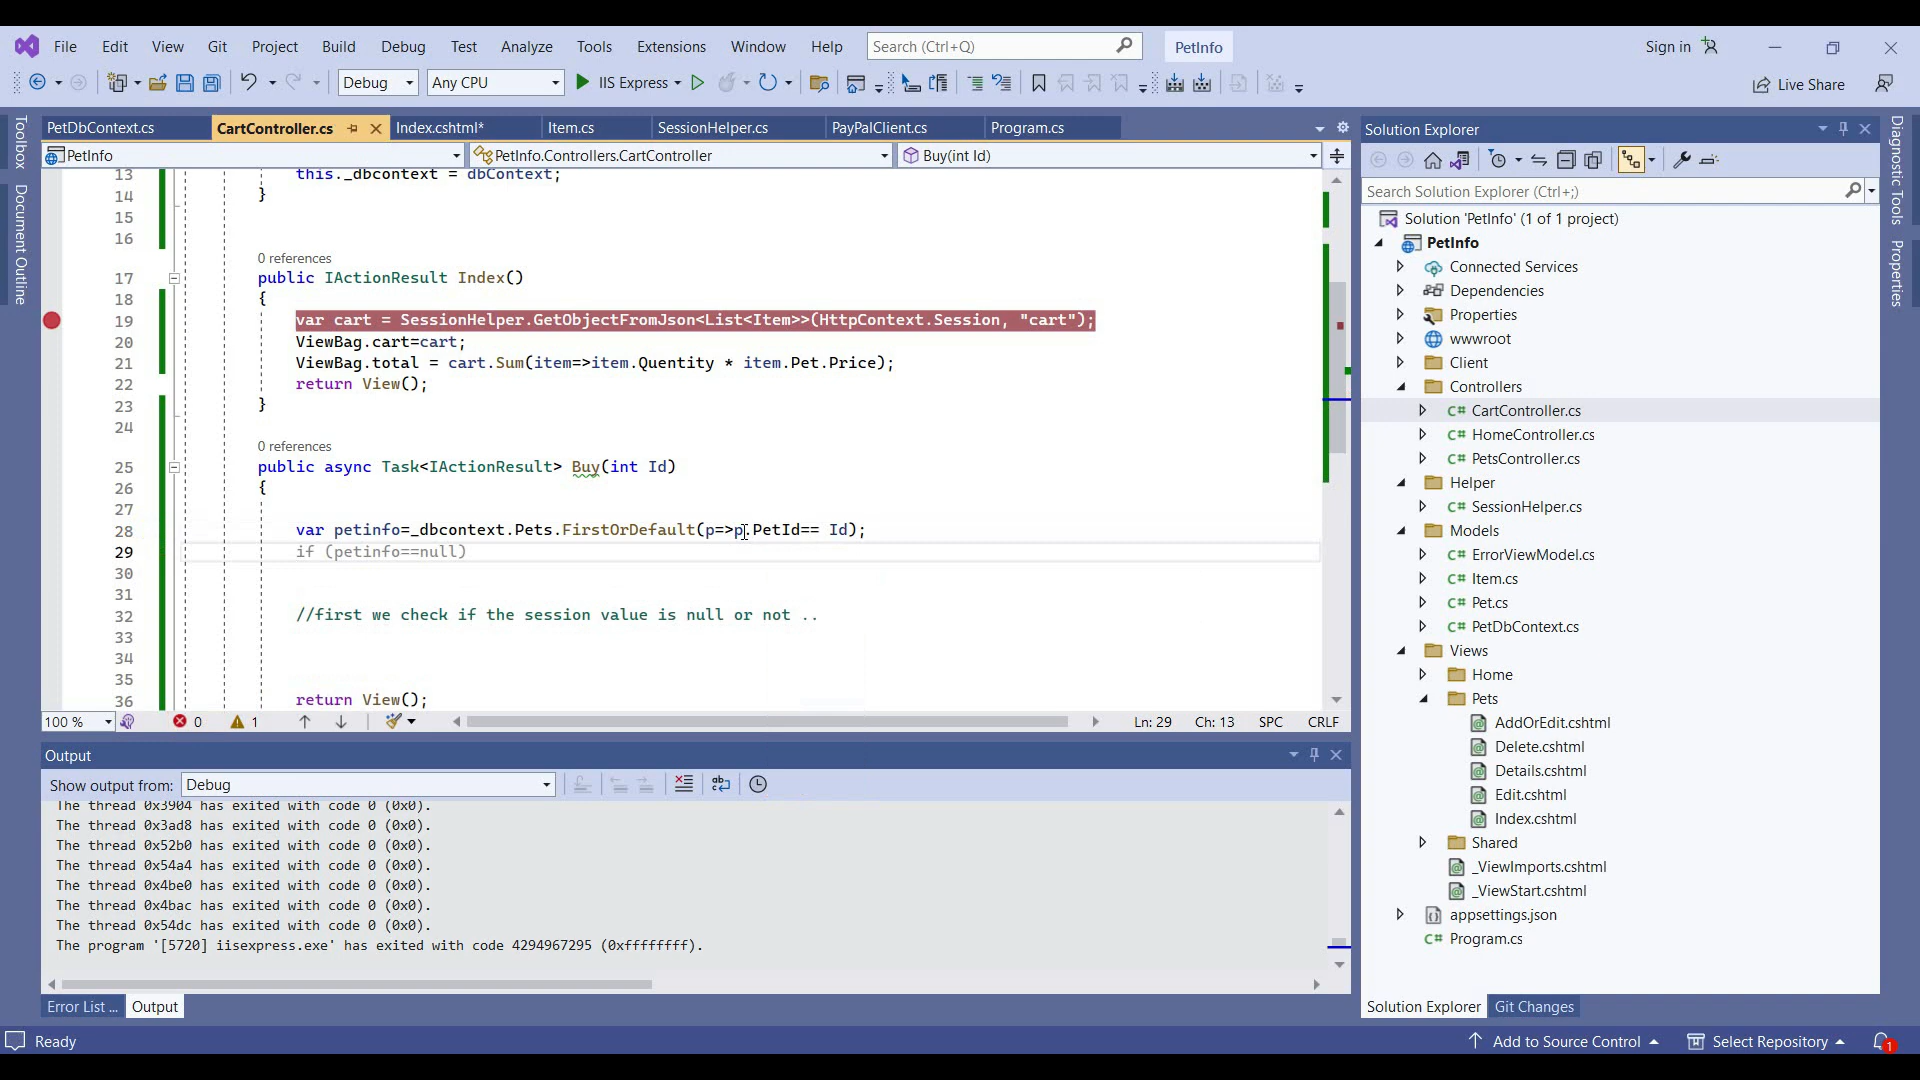 File Edit View Git Project Build Debug Test Analyze Tools Extensions Window Help Search (Ctrl+Q) PetInfo Sign in
Debug Any CPU IIS Express Live Share
PetDbContext.cs CartController.cs Index.cshtml* Item.cs SessionHelper.cs PayPalClient.cs Program.cs
PetInfo PetInfo.Controllers.CartController Buy(int Id)
13 this._dbcontext = dbContext;
14 }
15
16
0 references
17 public IActionResult Index()
18 {
19 var cart = SessionHelper.GetObjectFromJson<List<Item>>(HttpContext.Session, "cart");
20 ViewBag.cart=cart;
21 ViewBag.total = cart.Sum(item=>item.Quantity * item.Pet.Price);
22 return View();
23 }
24
0 references
25 public async Task<IActionResult> Buy(int Id)
26 {
27
28 var petinfo=_dbcontext.Pets.FirstOrDefault(p=>p.PetId== Id);
29 if (petinfo==null)
30
31
32 //first we check if the session value is null or not ..
33
34
35
36 return View();
100 % 0 1 Ln: 29 Ch: 13 SPC CRLF
Output
Show output from: Debug
The thread 0x3904 has exited with code 0 (0x0).
The thread 0x3ad8 has exited with code 0 (0x0).
The thread 0x52b0 has exited with code 0 (0x0).
The thread 0x54a4 has exited with code 0 (0x0).
The thread 0x4be0 has exited with code 0 (0x0).
The thread 0x4bac has exited with code 0 (0x0).
The thread 0x54dc has exited with code 0 (0x0).
The program '[5720] iisexpress.exe' has exited with code 4294967295 (0xffffffff).
Error List ... Output
Toolbox
Document Outline
Solution Explorer
Search Solution Explorer (Ctrl+;)
Solution 'PetInfo' (1 of 1 project)
PetInfo
Connected Services
Dependencies
Properties
wwwroot
Client
Controllers
C# CartController.cs
C# HomeController.cs
C# PetsController.cs
Helper
C# SessionHelper.cs
Models
C# ErrorViewModel.cs
C# Item.cs
C# Pet.cs
C# PetDbContext.cs
Views
Home
Pets
AddOrEdit.cshtml
Delete.cshtml
Details.cshtml
Edit.cshtml
Index.cshtml
Shared
_ViewImports.cshtml
_ViewStart.cshtml
appsettings.json
C# Program.cs
Solution Explorer Git Changes
Diagnostic Tools
Properties
Ready Add to Source Control Select Repository 1